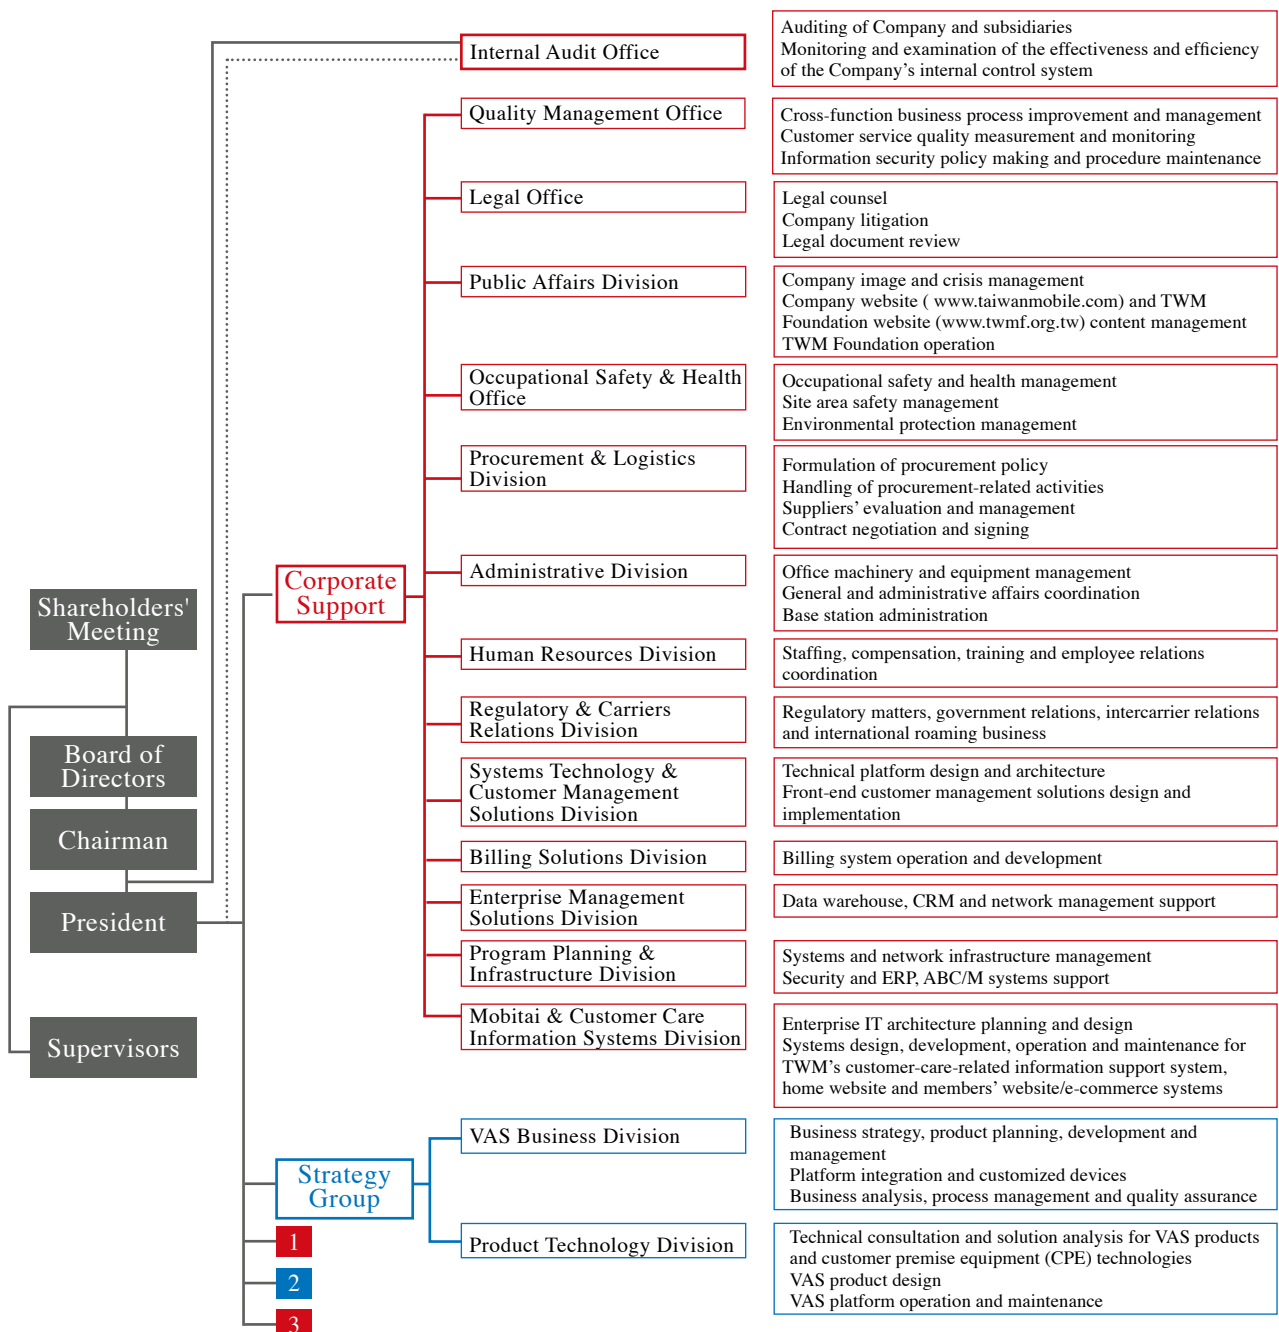 Internal Audit Office
Auditing of Company and subsidiaries
Monitoring and examination of the effectiveness and efficiency
of the Company's internal control system
Quality Management Office
Cross-function business process improvement and management
Customer service quality measurement and monitoring
Information security policy making and procedure maintenance
Legal Office
Legal counsel
Company litigation
Legal document review
Public Affairs Division
Company image and crisis management
Company website ( www.taiwanmobile.com) and TWM
Foundation website (www.twmf.org.tw) content management
TWM Foundation operation
Occupational Safety & Health
Office
Occupational safety and health management
Site area safety management
Environmental protection management
Procurement & Logistics
Division
Formulation of procurement policy
Handling of procurement-related activities
Suppliers' evaluation and management
Contract negotiation and signing
Corporate
Support
Administrative Division
Office machinery and equipment management
General and administrative affairs coordination
Base station administration
Shareholders'
Meeting
Human Resources Division
Staffing, compensation, training and employee relations
coordination
Regulatory & Carriers
Relations Division
Regulatory matters, government relations, intercarrier relations
and international roaming business
Board of
Directors
Systems Technology &
Customer Management
Solutions Division
Technical platform design and architecture
Front-end customer management solutions design and
implementation
Chairman
Billing Solutions Division
Billing system operation and development
President
Enterprise Management
Solutions Division
Data warehouse, CRM and network management support
Program Planning &
Infrastructure Division
Systems and network infrastructure management
Security and ERP, ABC/M systems support
Supervisors
Mobitai & Customer Care
Information Systems Division
Enterprise IT architecture planning and design
Systems design, development, operation and maintenance for
TWM's customer-care-related information support system,
home website and members' website/e-commerce systems
Strategy
Group
VAS Business Division
Business strategy, product planning, development and
management
Platform integration and customized devices
Business analysis, process management and quality assurance
Product Technology Division
Technical consultation and solution analysis for VAS products
and customer premise equipment (CPE) technologies
VAS product design
VAS platform operation and maintenance
1
2
3